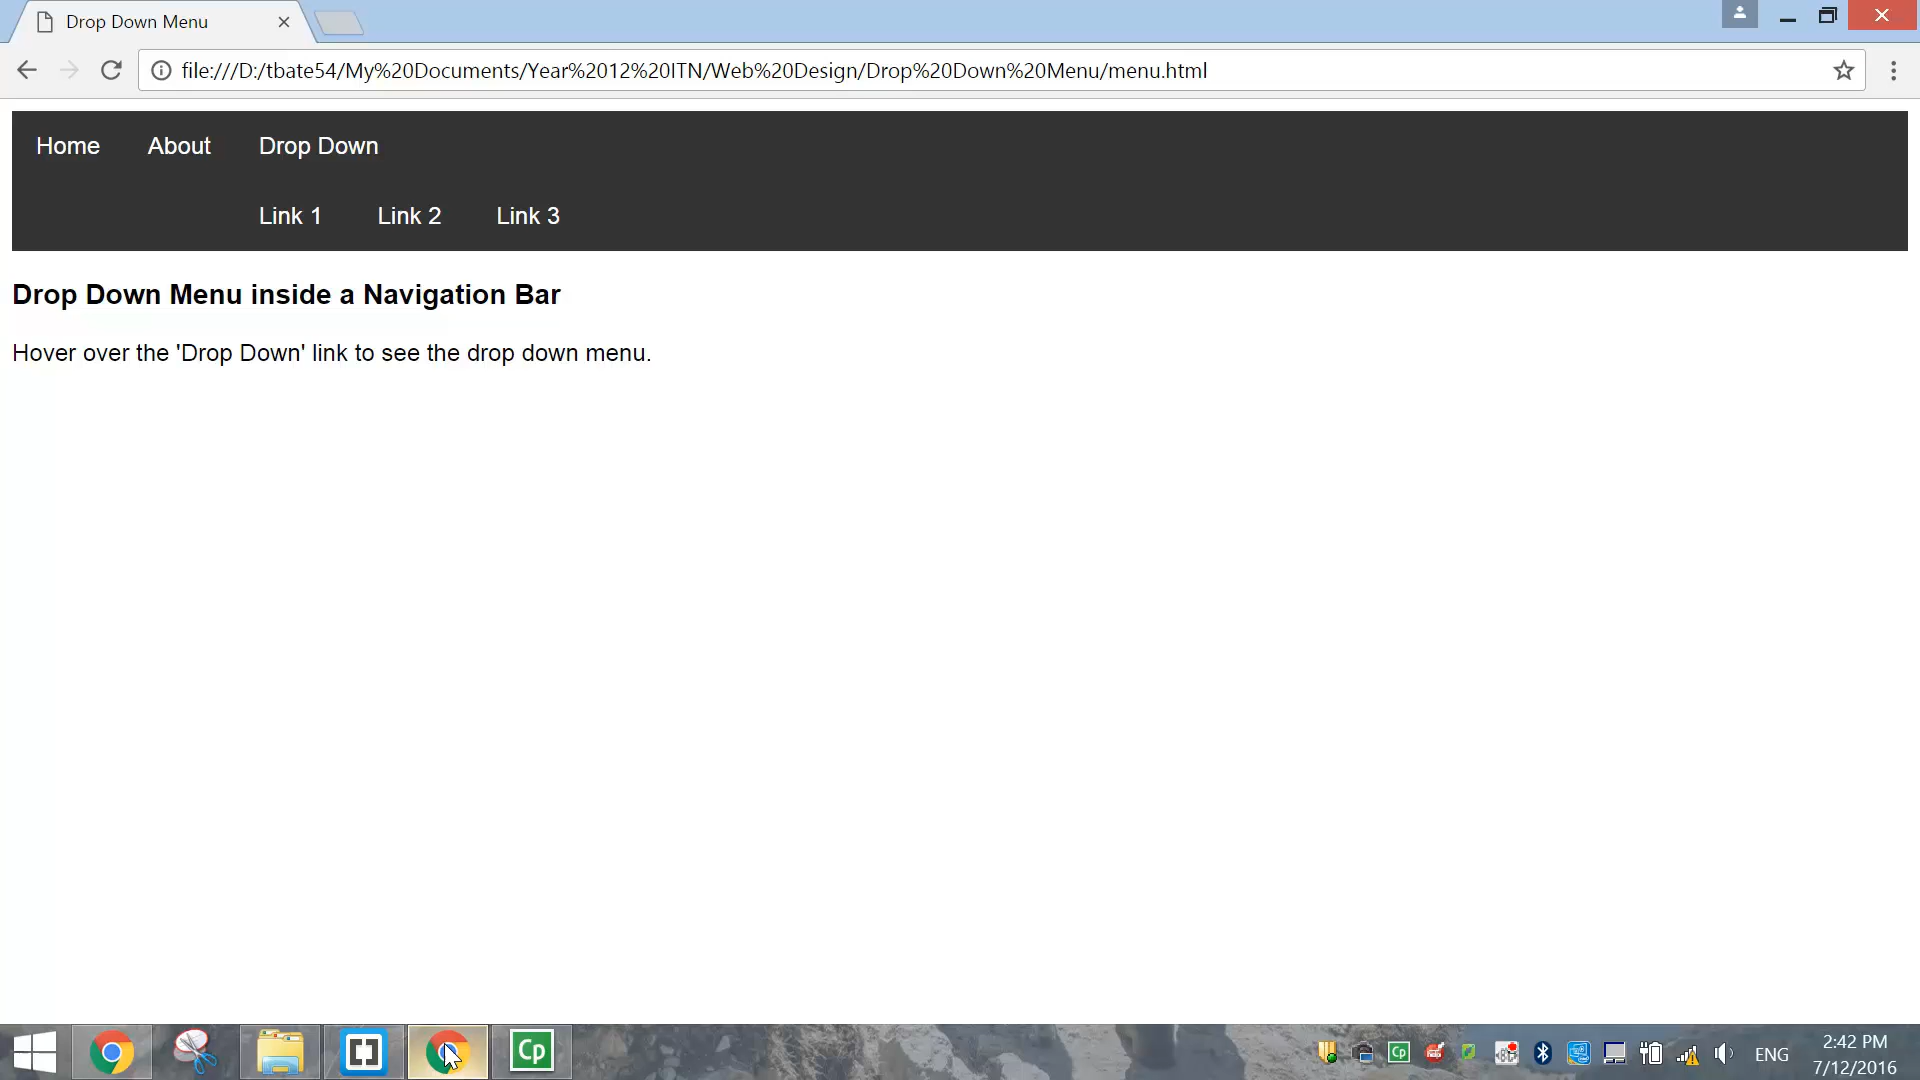 Drop Down Menu
file:///D:/tbate54/My%20Documents/Year%2012%20ITN/Web%20Design/Drop%20Down%20Menu/menu.html
Home About Drop Down
Link 1 Link 2 Link 3
Drop Down Menu inside a Navigation Bar
Hover over the 'Drop Down' link to see the drop down menu.
Cp
Cp
ENG
2:42 PM
7/12/2016